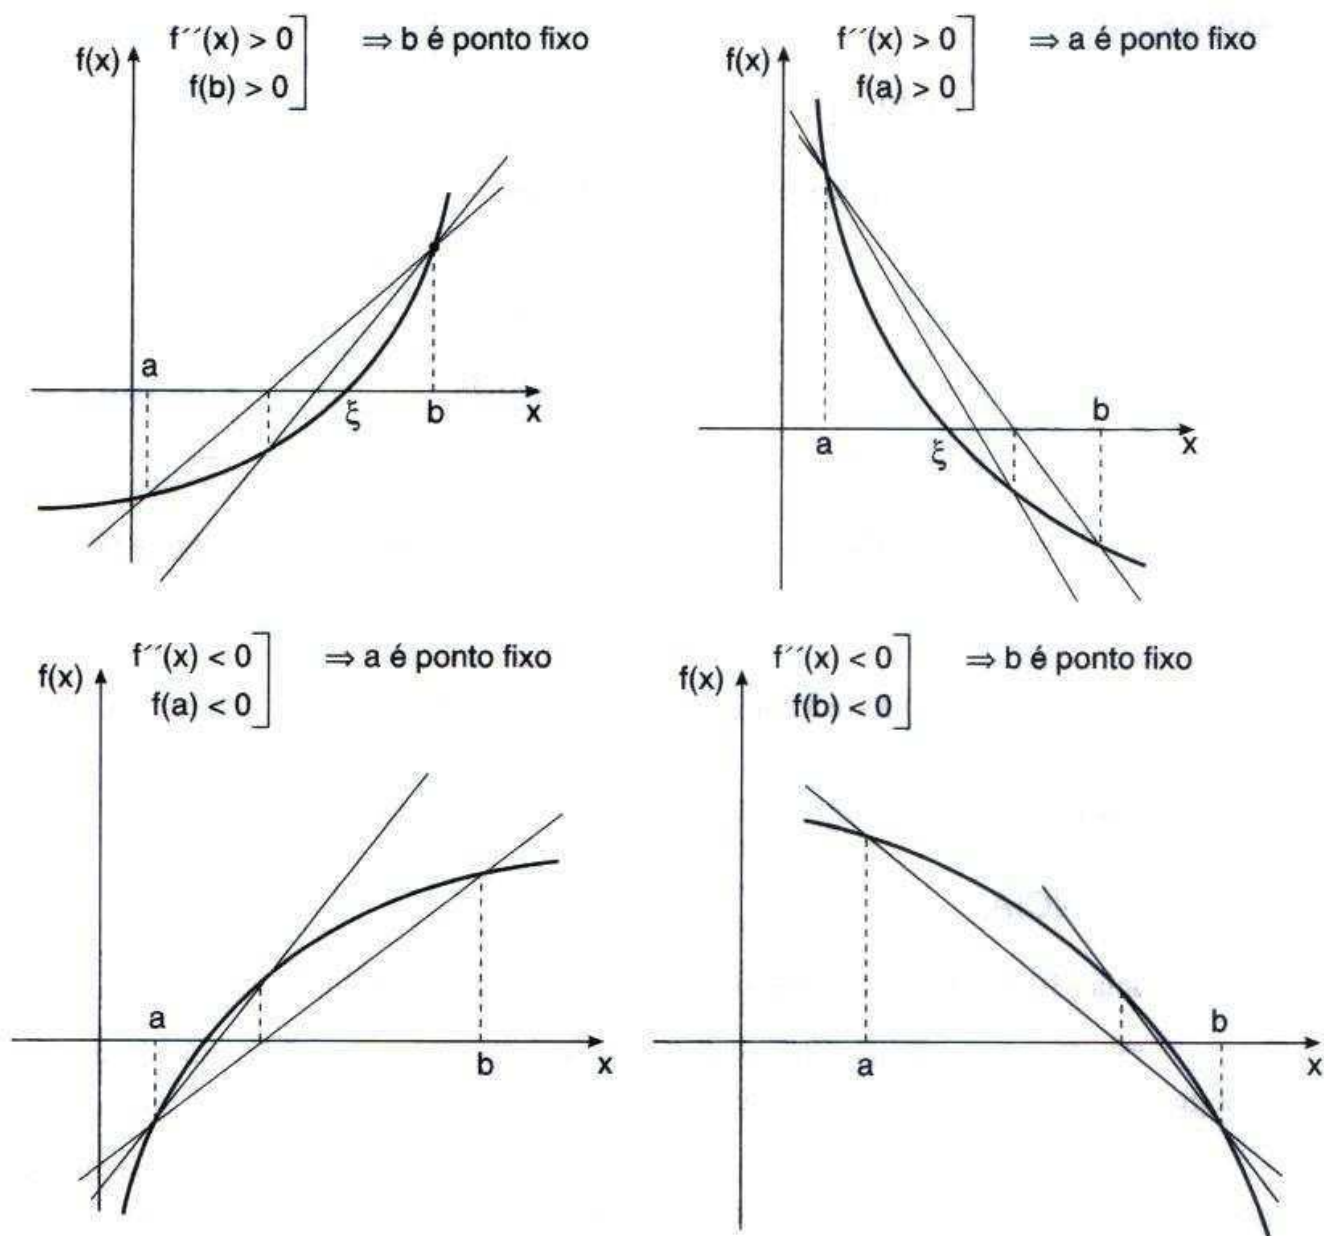 f´´(x) > 0 ⇒ b é ponto fixo
f(x)
f(b) > 0
a
ξ
b
x
f´´(x) > 0 ⇒ a é ponto fixo
f(x)
f(a) > 0
b
a
ξ
x
f´´(x) < 0 ⇒ a é ponto fixo
f(x)
f(a) < 0
a
b
x
f´´(x) < 0 ⇒ b é ponto fixo
f(x)
f(b) < 0
b
a
x